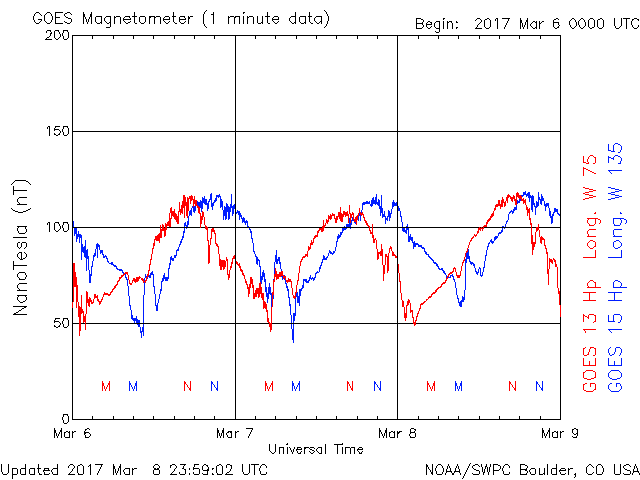 GOES Magnetometer (1 minute data)
Begin: 2017 Mar 6 0000 UTC
200
150
100
50
0
NanoTesla (nT)
M M N N M M N N M M N N
Mar 6 Mar 7 Mar 8 Mar 9
Universal Time
GOES 13 Hp Long. W 75
GOES 15 Hp Long. W 135
Updated 2017 Mar 8 23:59:02 UTC
NOAA/SWPC Boulder, CO USA